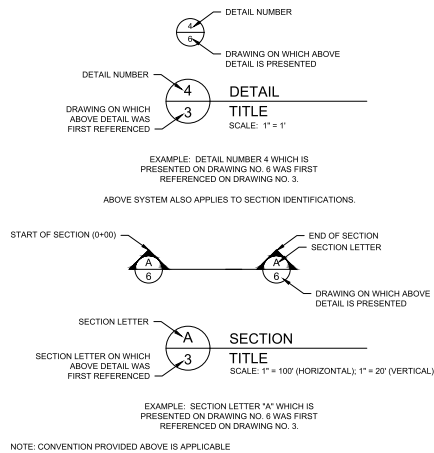 DETAIL NUMBER
4
6
DRAWING ON WHICH ABOVE
DETAIL IS PRESENTED
DETAIL NUMBER
4
DETAIL
DRAWING ON WHICH
ABOVE DETAIL WAS
FIRST REFERENCED
3
TITLE
SCALE: 1" = 1'
EXAMPLE: DETAIL NUMBER 4 WHICH IS
PRESENTED ON DRAWING NO. 6 WAS FIRST
REFERENCED ON DRAWING NO. 3.
ABOVE SYSTEM ALSO APPLIES TO SECTION IDENTIFICATIONS.
START OF SECTION (0+00)
END OF SECTION
SECTION LETTER
A
6
A
6
DRAWING ON WHICH ABOVE
DETAIL IS PRESENTED
SECTION LETTER
A
SECTION
SECTION LETTER ON WHICH
ABOVE DETAIL WAS
FIRST REFERENCED
3
TITLE
SCALE: 1" = 100' (HORIZONTAL); 1" = 20' (VERTICAL)
EXAMPLE: SECTION LETTER "A" WHICH IS
PRESENTED ON DRAWING NO. 6 WAS FIRST
REFERENCED ON DRAWING NO. 3.
NOTE: CONVENTION PROVIDED ABOVE IS APPLICABLE